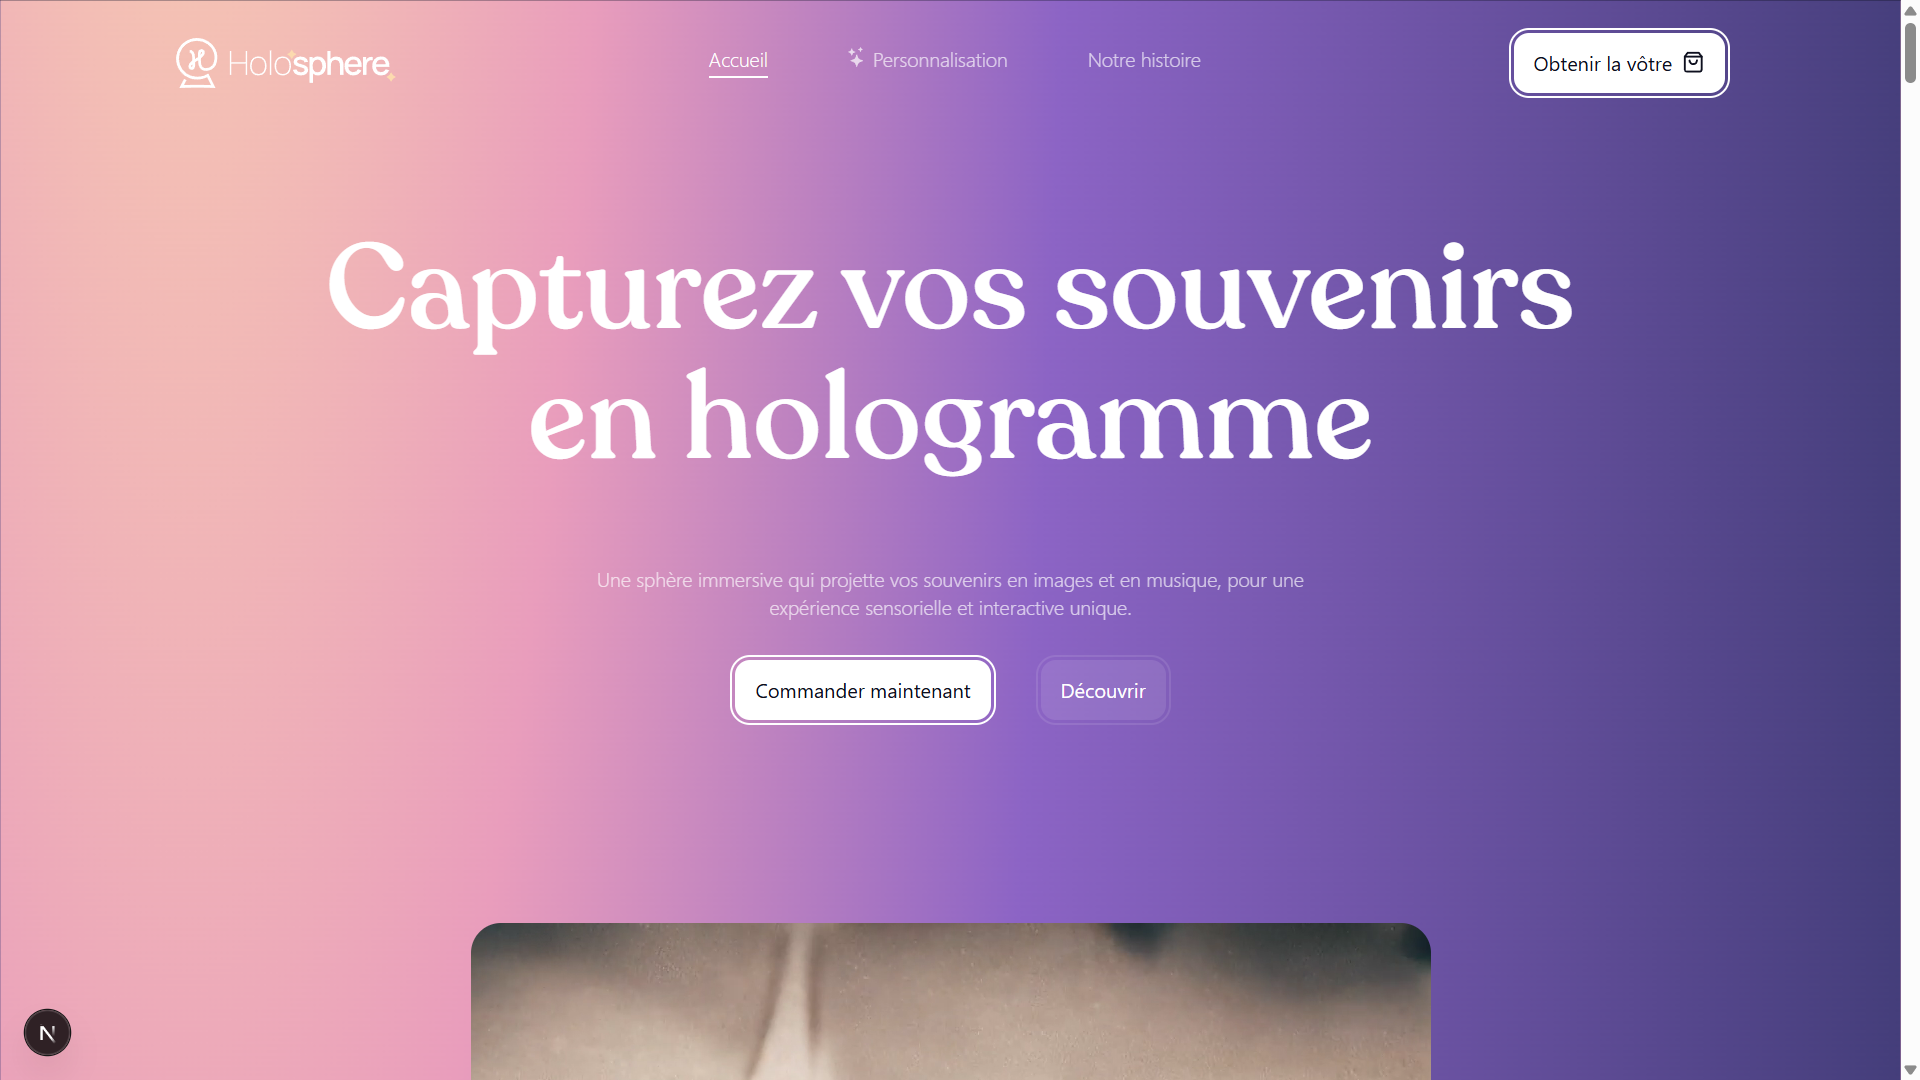 Holosphere
Accueil
Personnalisation
Notre histoire
Obtenir la vôtre
Capturez vos souvenirs
en hologramme
Une sphère immersive qui projette vos souvenirs en images et en musique, pour une
expérience sensorielle et interactive unique.
Commander maintenant
Découvrir
N